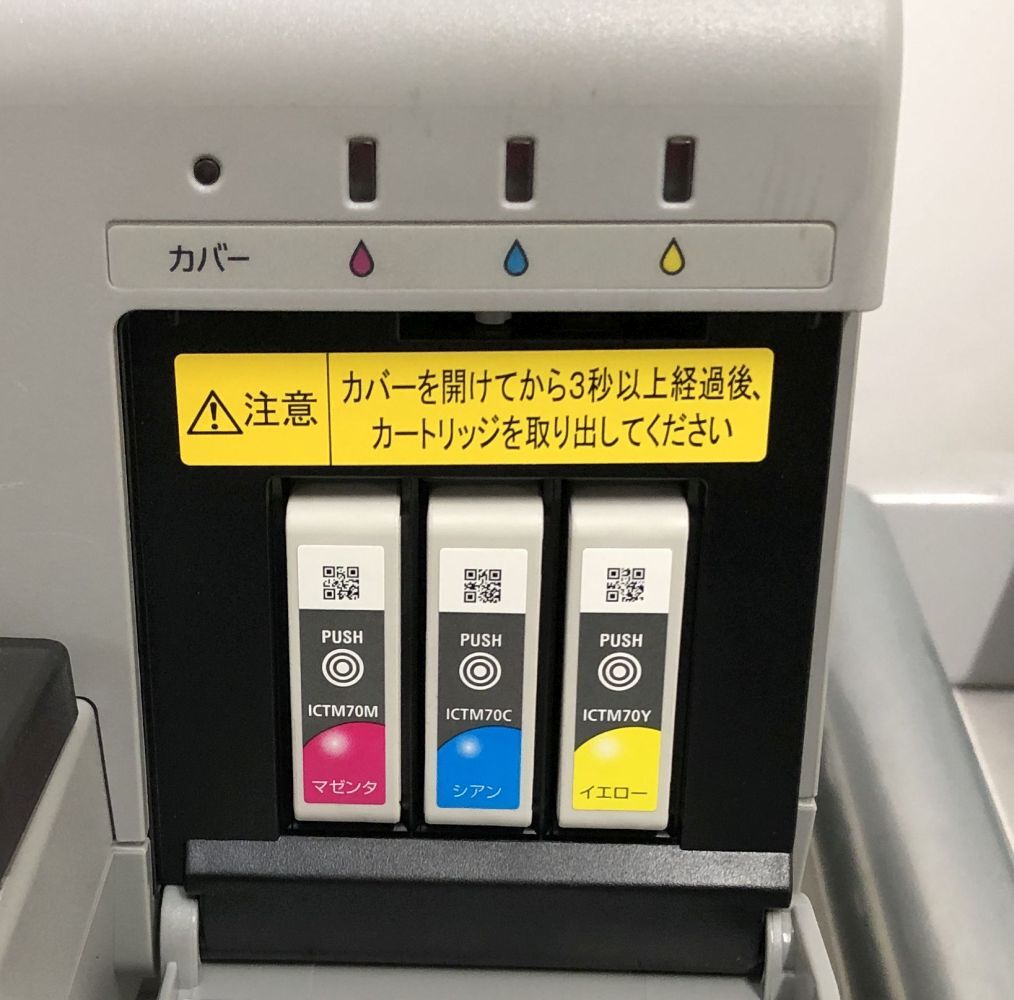 カバー
注意
カバーを開けてから3秒以上経過後、
カートリッジを取り出してください
PUSH
ICTM70M
マゼンタ
PUSH
ICTM70C
シアン
PUSH
ICTM70Y
イエロー